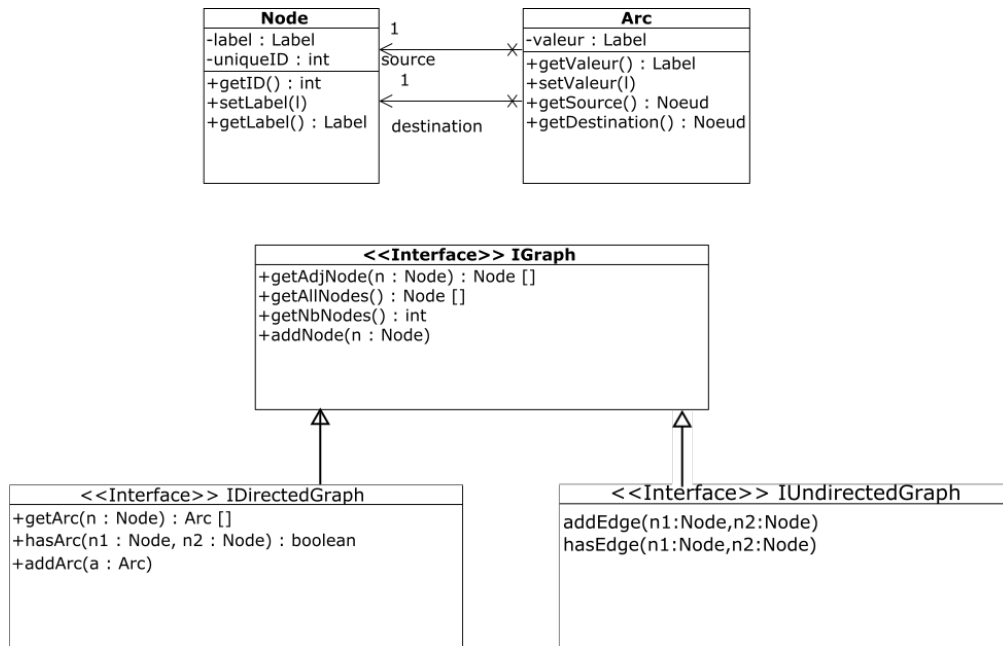 Node
-label : Label
-uniqueID : int
+getID() : int
+setLabel(l)
+getLabel() : Label
1
source
1
destination
Arc
-valeur : Label
+getValeur() : Label
+setValeur(l)
+getSource() : Noeud
+getDestination() : Noeud
<<Interface>> IGraph
+getAdjNode(n : Node) : Node []
+getAllNodes() : Node []
+getNbNodes() : int
+addNode(n : Node)
<<Interface>> IDirectedGraph
+getArc(n : Node) : Arc []
+hasArc(n1 : Node, n2 : Node) : boolean
+addArc(a : Arc)
<<Interface>> IUndirectedGraph
addEdge(n1:Node,n2:Node)
hasEdge(n1:Node,n2:Node)